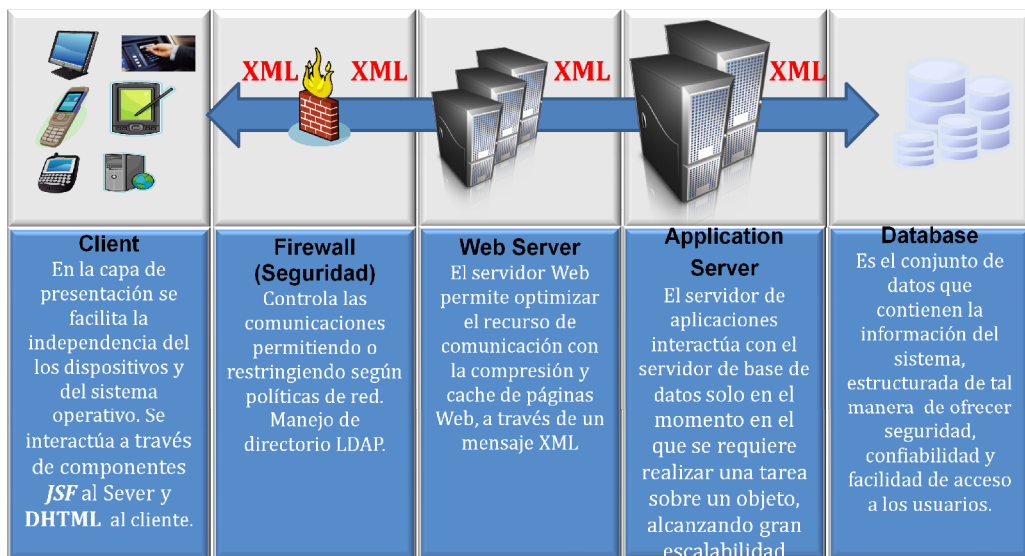 XML
XML
XML
XML
Client
En la capa de
presentación se
facilita la
independencia del
los dispositivos y
del sistema
operativo. Se
interactúa a través
de componentes
JSF al Sever y
DHTML al cliente.
Firewall
(Seguridad)
Controla las
comunicaciones
permitiendo o
restringiendo según
políticas de red.
Manejo de
directorio LDAP.
Web Server
El servidor Web
permite optimizar
el recurso de
comunicación con
la compresión y
cache de páginas
Web, a través de un
mensaje XML
Application
Server
El servidor de
aplicaciones
interactúa con el
servidor de base de
datos solo en el
momento en el
que se requiere
realizar una tarea
sobre un objeto,
alcanzando gran
escalabilidad
Database
Es el conjunto de
datos que
contienen la
información del
sistema,
estructurada de tal
manera de ofrecer
seguridad,
confiabilidad y
facilidad de acceso
a los usuarios.